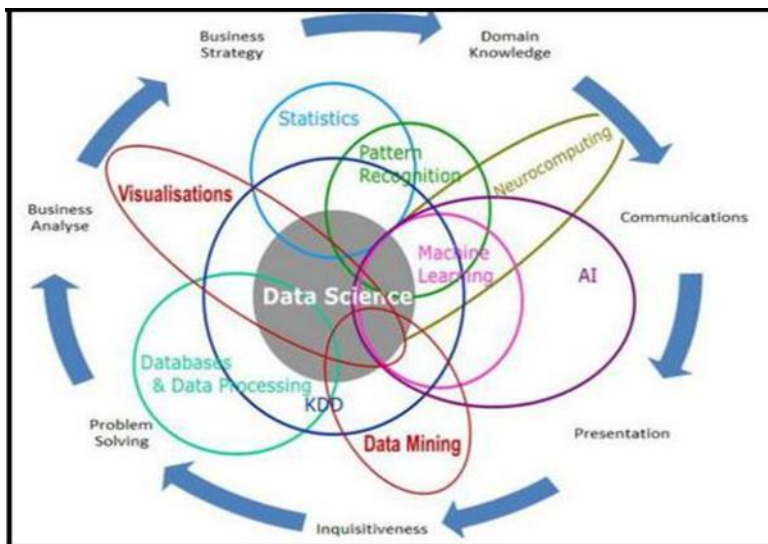 Business
Strategy
Domain
Knowledge
Statistics
Pattern
Recognition
Neurocomputing
Visualisations
Business
Analyse
Communications
Machine
Learning
AI
Data Science
Databases
& Data Processing
KDD
Problem
Solving
Data Mining
Presentation
Inquisitiveness